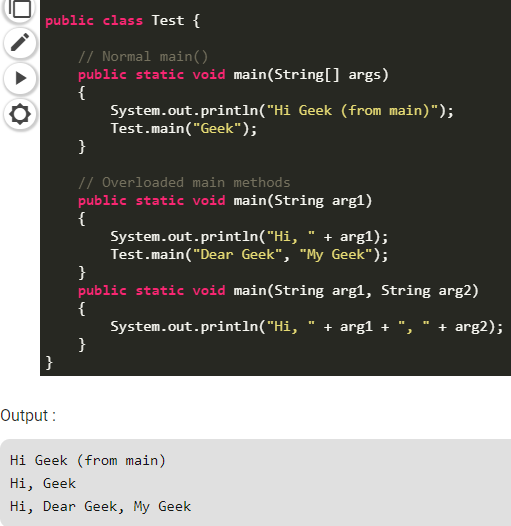 public class Test {
// Normal main()
public static void main(String[] args)
{
System.out.println("Hi Geek (from main)");
Test.main("Geek");
}
// Overloaded main methods
public static void main(String arg1)
{
System.out.println("Hi, " + arg1);
Test.main("Dear Geek", "My Geek");
}
public static void main(String arg1, String arg2)
{
System.out.println("Hi, " + arg1 + ", " + arg2);
}
}
Output :
Hi Geek (from main)
Hi, Geek
Hi, Dear Geek, My Geek